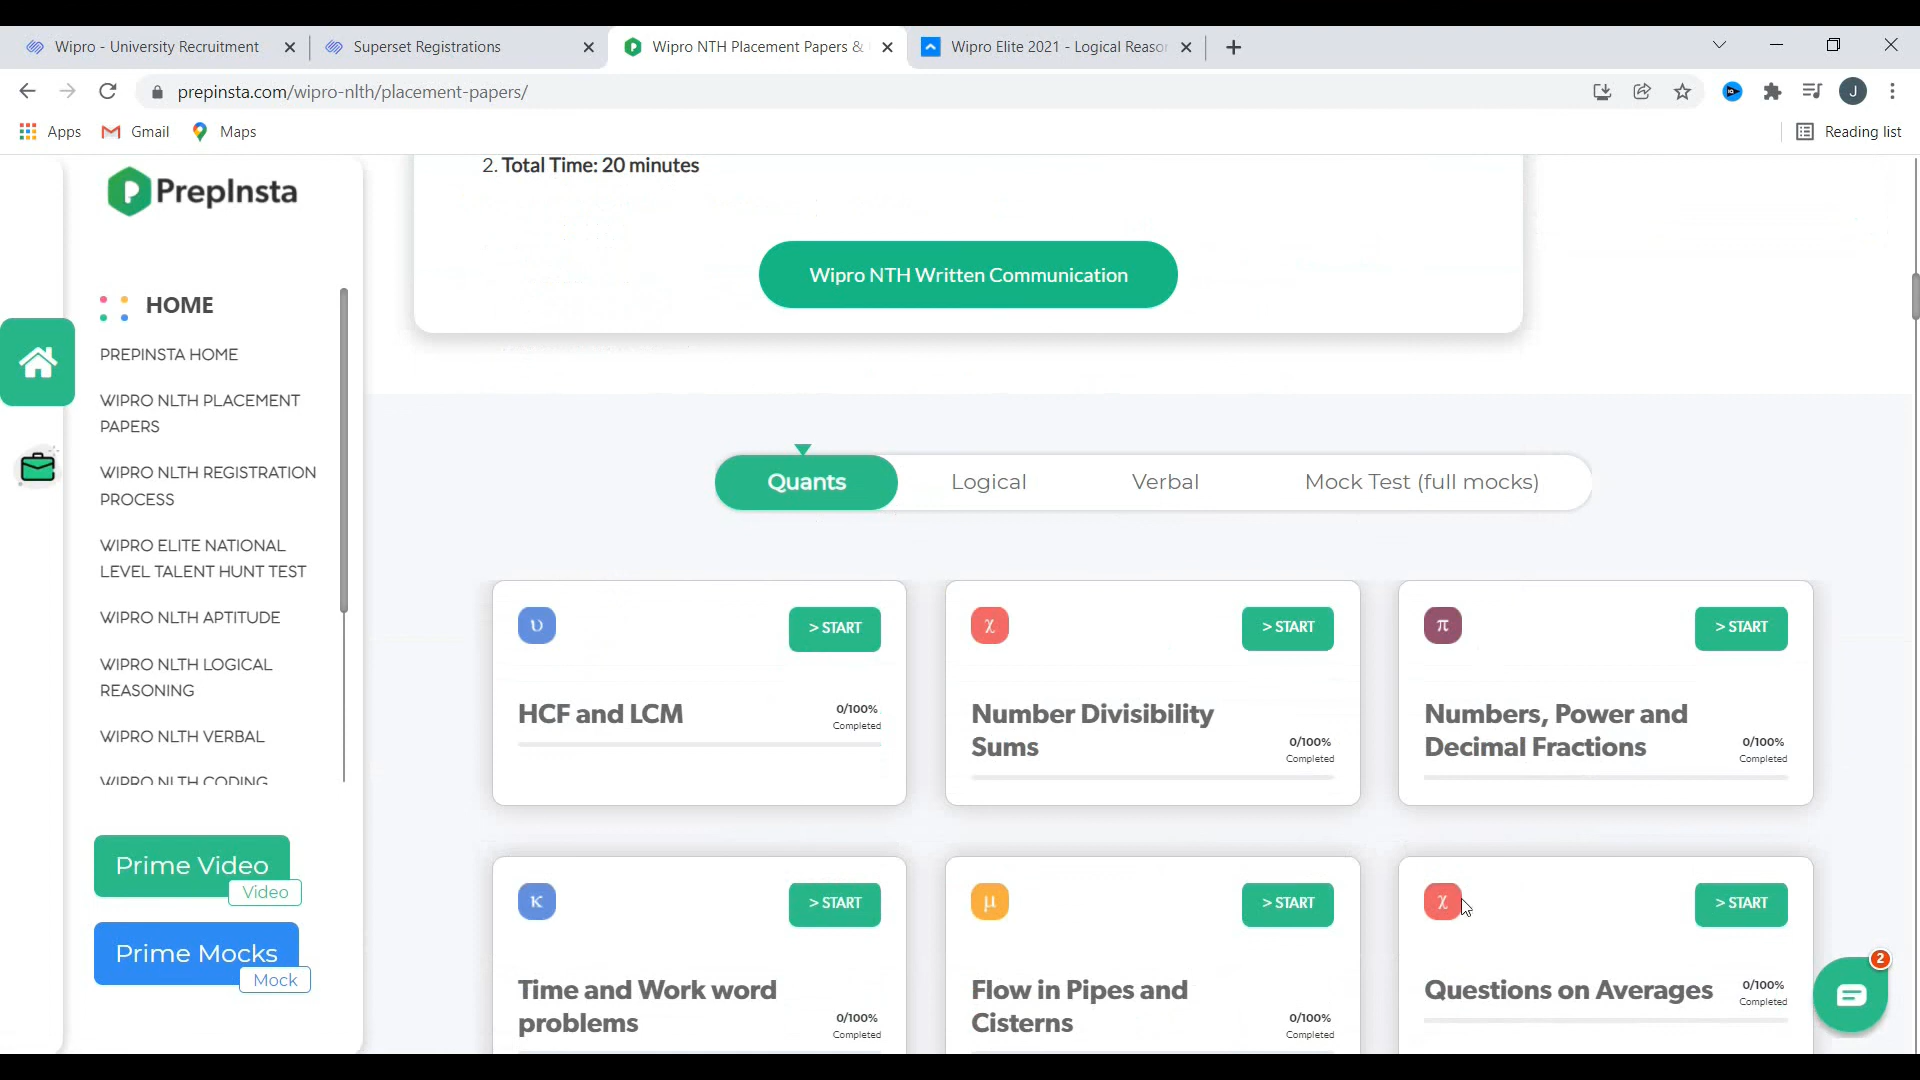 Wipro - University Recruitment
Superset Registrations
Wipro NTH Placement Papers &
Wipro Elite 2021 - Logical Reason
prepinsta.com/wipro-nlth/placement-papers/
J
Apps
Gmail
Maps
Reading list
PrepInsta
HOME
PREPINSTA HOME
WIPRO NLTH PLACEMENT
PAPERS
WIPRO NLTH REGISTRATION
PROCESS
WIPRO ELITE NATIONAL
LEVEL TALENT HUNT TEST
WIPRO NLTH APTITUDE
WIPRO NLTH LOGICAL
REASONING
WIPRO NLTH VERBAL
WIPRO NLTH CODING
Prime Video
Video
Prime Mocks
Mock
2. Total Time: 20 minutes
Wipro NTH Written Communication
Quants
Logical
Verbal
Mock Test (full mocks)
υ
> START
HCF and LCM
0/100%
Completed
χ
> START
Number Divisibility
Sums
0/100%
Completed
π
> START
Numbers, Power and
Decimal Fractions
0/100%
Completed
κ
> START
Time and Work word
problems
0/100%
Completed
μ
> START
Flow in Pipes and
Cisterns
0/100%
Completed
χ
> START
Questions on Averages
0/100%
Completed
2